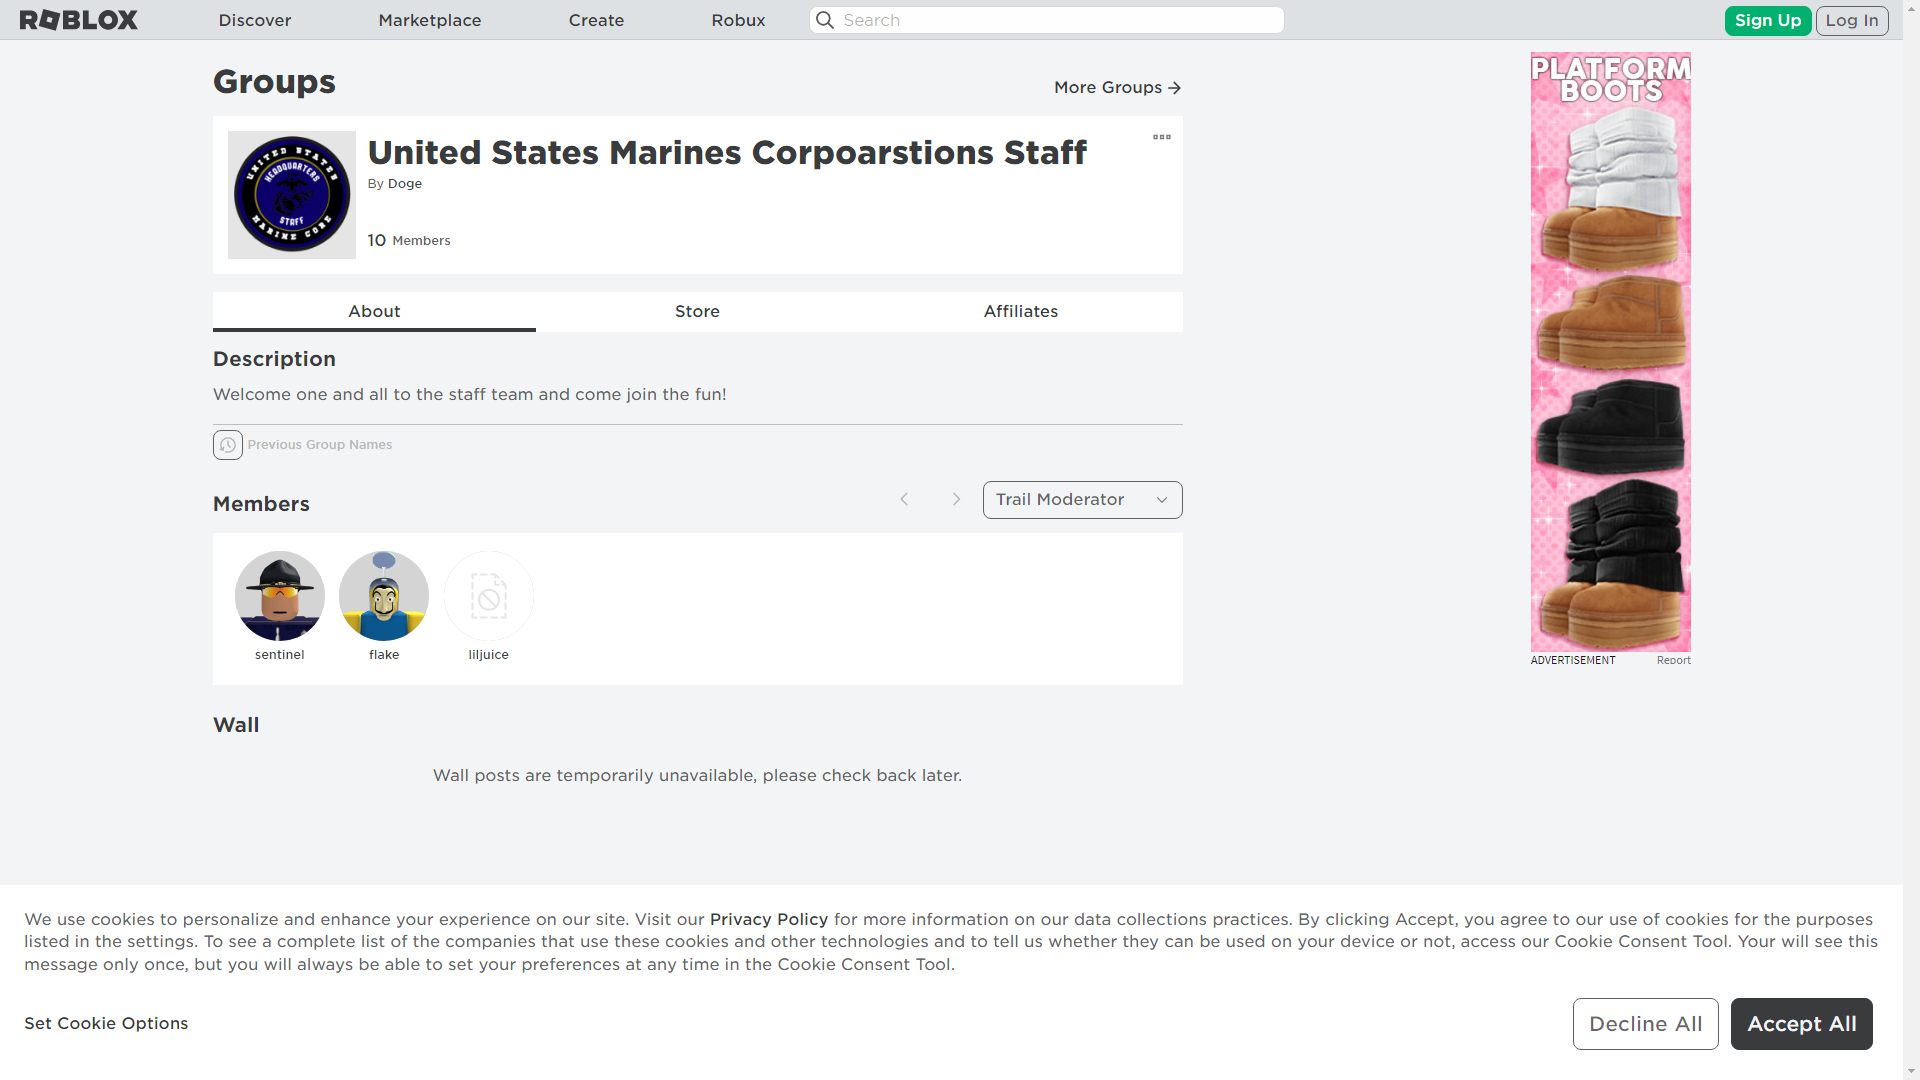 ROBLOX
Discover
Marketplace
Create
Robux
Search
Sign Up
Log In
Groups
More Groups
UNITED STATES
HEADQUARTERS
STAFF
MARINE CORE
United States Marines Corpoarstions Staff
By Doge
10 Members
About
Store
Affiliates
Description
Welcome one and all to the staff team and come join the fun!
Previous Group Names
Members
Trail Moderator
sentinel
flake
liljuice
Wall
Wall posts are temporarily unavailable, please check back later.
PLATFORM
BOOTS
ADVERTISEMENT
Report
We use cookies to personalize and enhance your experience on our site. Visit our Privacy Policy for more information on our data collections practices. By clicking Accept, you agree to our use of cookies for the purposes
listed in the settings. To see a complete list of the companies that use these cookies and other technologies and to tell us whether they can be used on your device or not, access our Cookie Consent Tool. Your will see this
message only once, but you will always be able to set your preferences at any time in the Cookie Consent Tool.
Set Cookie Options
Decline All
Accept All